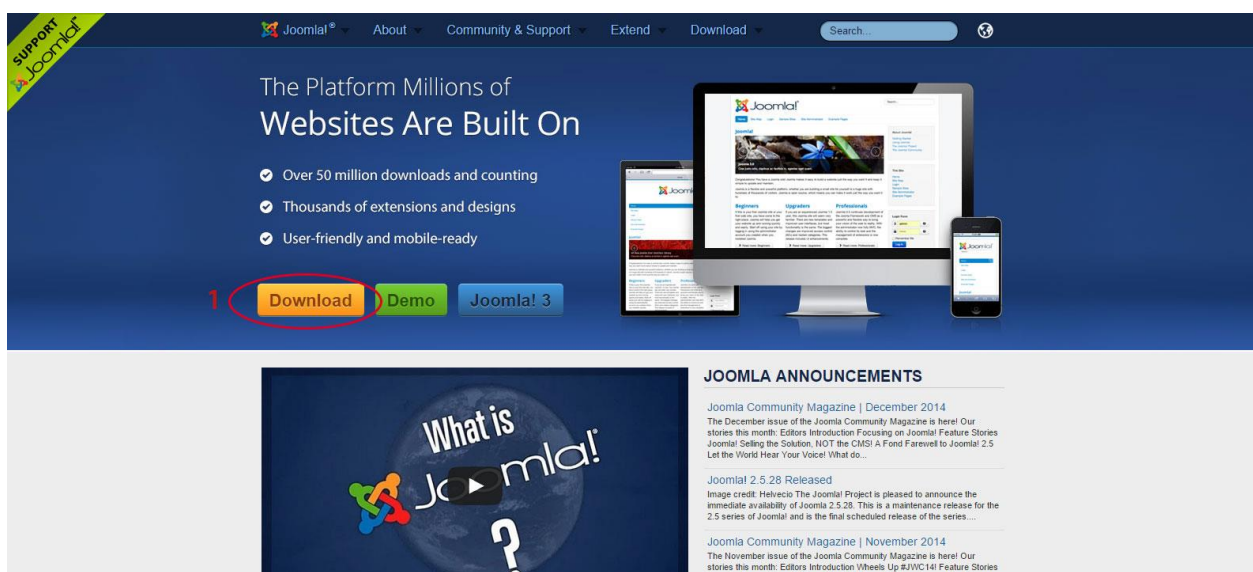 SUPPORT
Joomla!
Joomla!® About Community & Support Extend Download Search...
The Platform Millions of
Websites Are Built On
Over 50 million downloads and counting
Thousands of extensions and designs
User-friendly and mobile-ready
1 Download Demo Joomla! 3
Joomla!
Joomla!
Beginners Upgraders Professionals
Joomla!
What is
Joomla!
?
JOOMLA ANNOUNCEMENTS
Joomla Community Magazine | December 2014
The December issue of the Joomla Community Magazine is here! Our
stories this month: Editors Introduction Focusing on Joomla! Feature Stories
Joomla! Selling the Solution, NOT the CMS! A Fond Farewell to Joomla! 2.5
Let the World Hear Your Voice! What do...
Joomla! 2.5.28 Released
Image credit: Helvecio The Joomla! Project is pleased to announce the
immediate availability of Joomla 2.5.28. This is a maintenance release for the
2.5 series of Joomla! and is the final scheduled release of the series....
Joomla Community Magazine | November 2014
The November issue of the Joomla Community Magazine is here! Our
stories this month: Editors Introduction Wheels Up #JWC14! Feature Stories